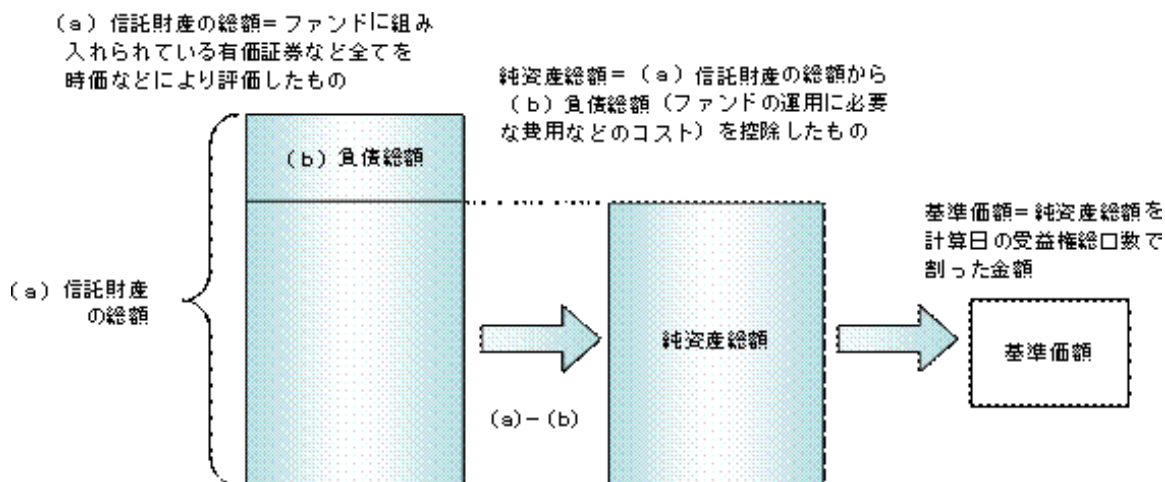 (a) 信託財産の総額=ファンドに組み
入れられている有価証券など全てを
時価などにより評価したもの
純資産総額=(a) 信託財産の総額から
(b) 負債総額(ファンドの運用に必要
な費用などのコスト)を控除したもの
(b) 負債総額
基準価額=純資産総額を
計算日の受益権総口数で
割った金額
(a) 信託財産
の総額
純資産総額
基準価額
(a)-(b)